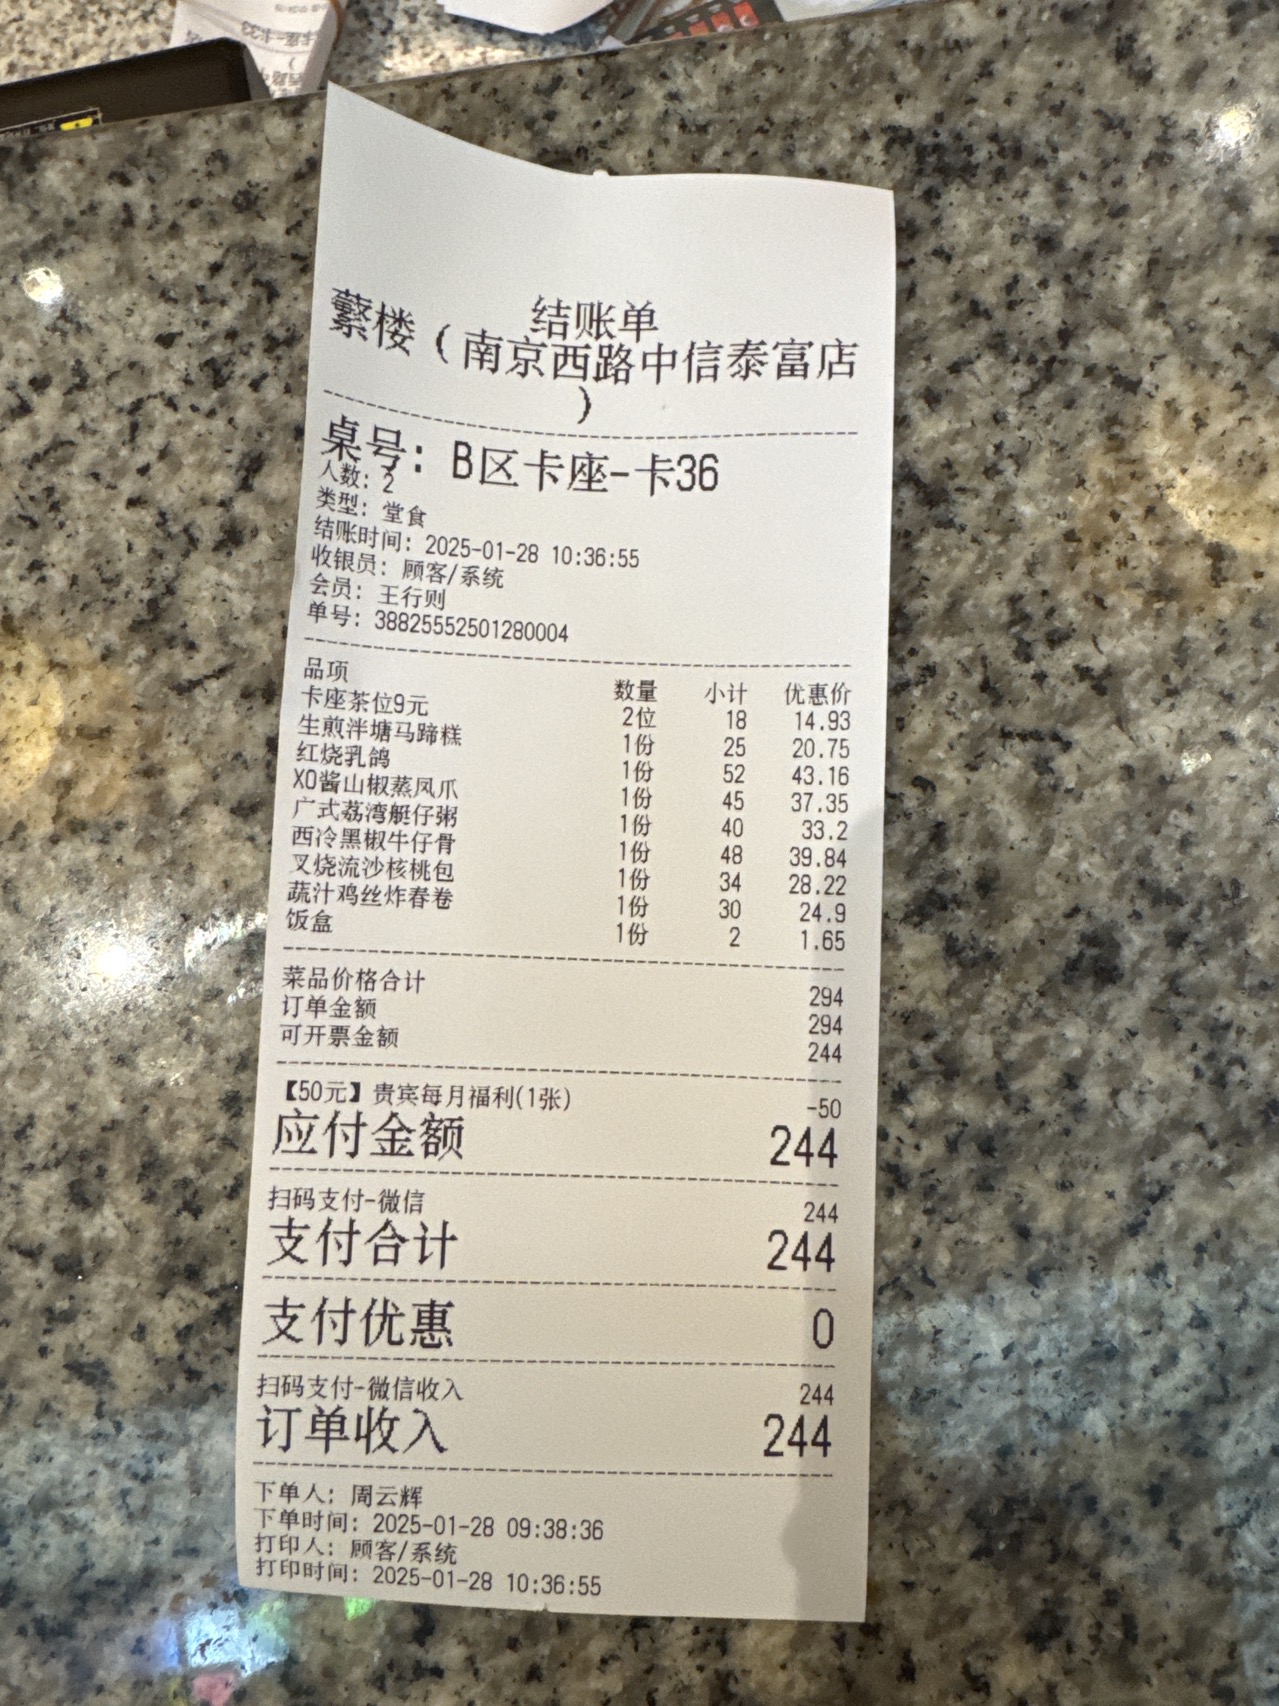 结账单
蘩楼（南京西路中信泰富店
）
桌号：B区卡座-卡36
人数：2
类型：堂食
结账时间：2025-01-28 10:36:55
收银员：顾客/系统
会员：王行则
单号：38825552501280004
品项 数量 小计 优惠价
卡座茶位9元 2位 18 14.93
生煎泮塘马蹄糕 1份 25 20.75
红烧乳鸽 1份 52 43.16
XO酱山椒蒸凤爪 1份 45 37.35
广式荔湾艇仔粥 1份 40 33.2
西冷黑椒牛仔骨 1份 48 39.84
叉烧流沙核桃包 1份 34 28.22
蔬汁鸡丝炸春卷 1份 30 24.9
饭盒 1份 2 1.65
菜品价格合计 294
订单金额 294
可开票金额 244
【50元】贵宾每月福利(1张) -50
应付金额 244
扫码支付-微信 244
支付合计 244
支付优惠 0
扫码支付-微信收入 244
订单收入 244
下单人：周云辉
下单时间：2025-01-28 09:38:36
打印人：顾客/系统
打印时间：2025-01-28 10:36:55